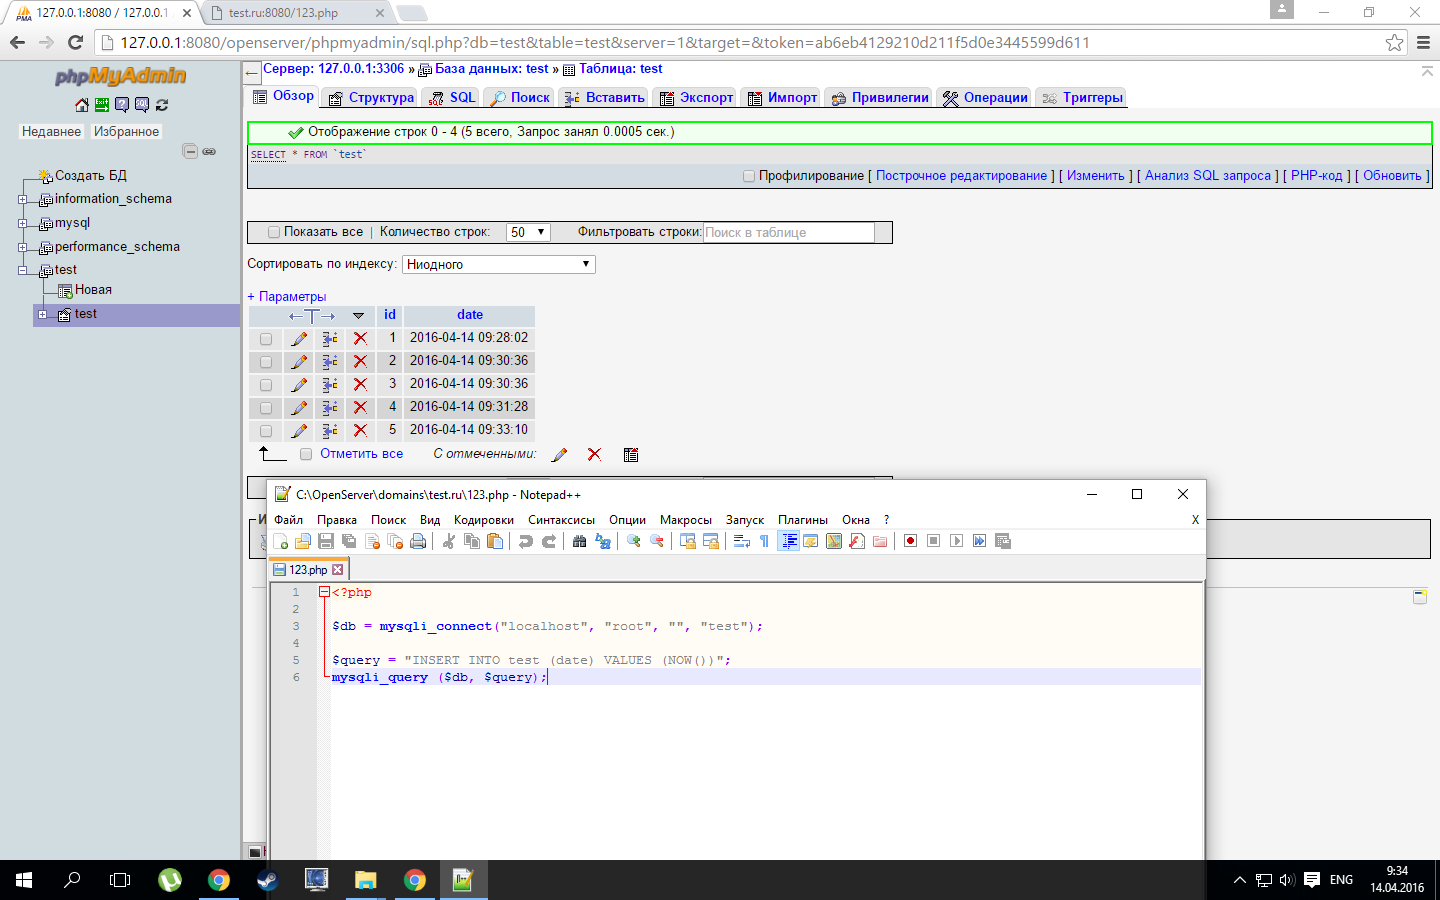 127.0.0.1:8080 / 127.0.1
test.ru:8080/123.php
127.0.0.1:8080/openserver/phpmyadmin/sql.php?db=test&table=test&server=1&target=&token=ab6eb4129210d211f5d0e3445599d611
phpMyAdmin
Недавнее Избранное
Создать БД
information_schema
mysql
performance_schema
test
Новая
test
Сервер: 127.0.0.1:3306 » База данных: test » Таблица: test
Обзор Структура SQL Поиск Вставить Экспорт Импорт Привилегии Операции Триггеры
Отображение строк 0 - 4 (5 всего, Запрос занял 0.0005 сек.)
SELECT * FROM `test`
Профилирование [ Построчное редактирование ] [ Изменить ] [ Анализ SQL запроса ] [ PHP-код ] [ Обновить ]
Показать все | Количество строк: 50 Фильтровать строки: Поиск в таблице
Сортировать по индексу: Ниодного
+ Параметры
id date
1 2016-04-14 09:28:02
2 2016-04-14 09:30:36
3 2016-04-14 09:30:36
4 2016-04-14 09:31:28
5 2016-04-14 09:33:10
Отметить все С отмеченными:
C:\OpenServer\domains\test.ru\123.php - Notepad++
Файл Правка Поиск Вид Кодировки Синтаксисы Опции Макросы Запуск Плагины Окна ? X
123.php
1 <?php
2
3 $db = mysqli_connect("localhost", "root", "", "test");
4
5 $query = "INSERT INTO test (date) VALUES (NOW())";
6 mysqli_query ($db, $query);
ENG
9:34
14.04.2016